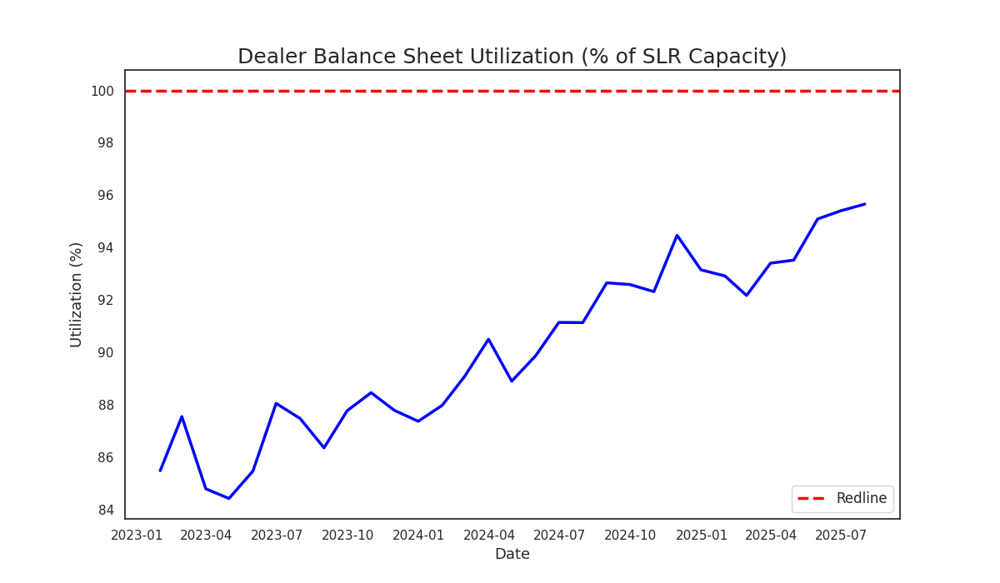 Dealer Balance Sheet Utilization (% of SLR Capacity)
100
98
96
94
92
90
88
86
84
Utilization (%)
Redline
2023-01 2023-04 2023-07 2023-10 2024-01 2024-04 2024-07 2024-10 2025-01 2025-04 2025-07
Date